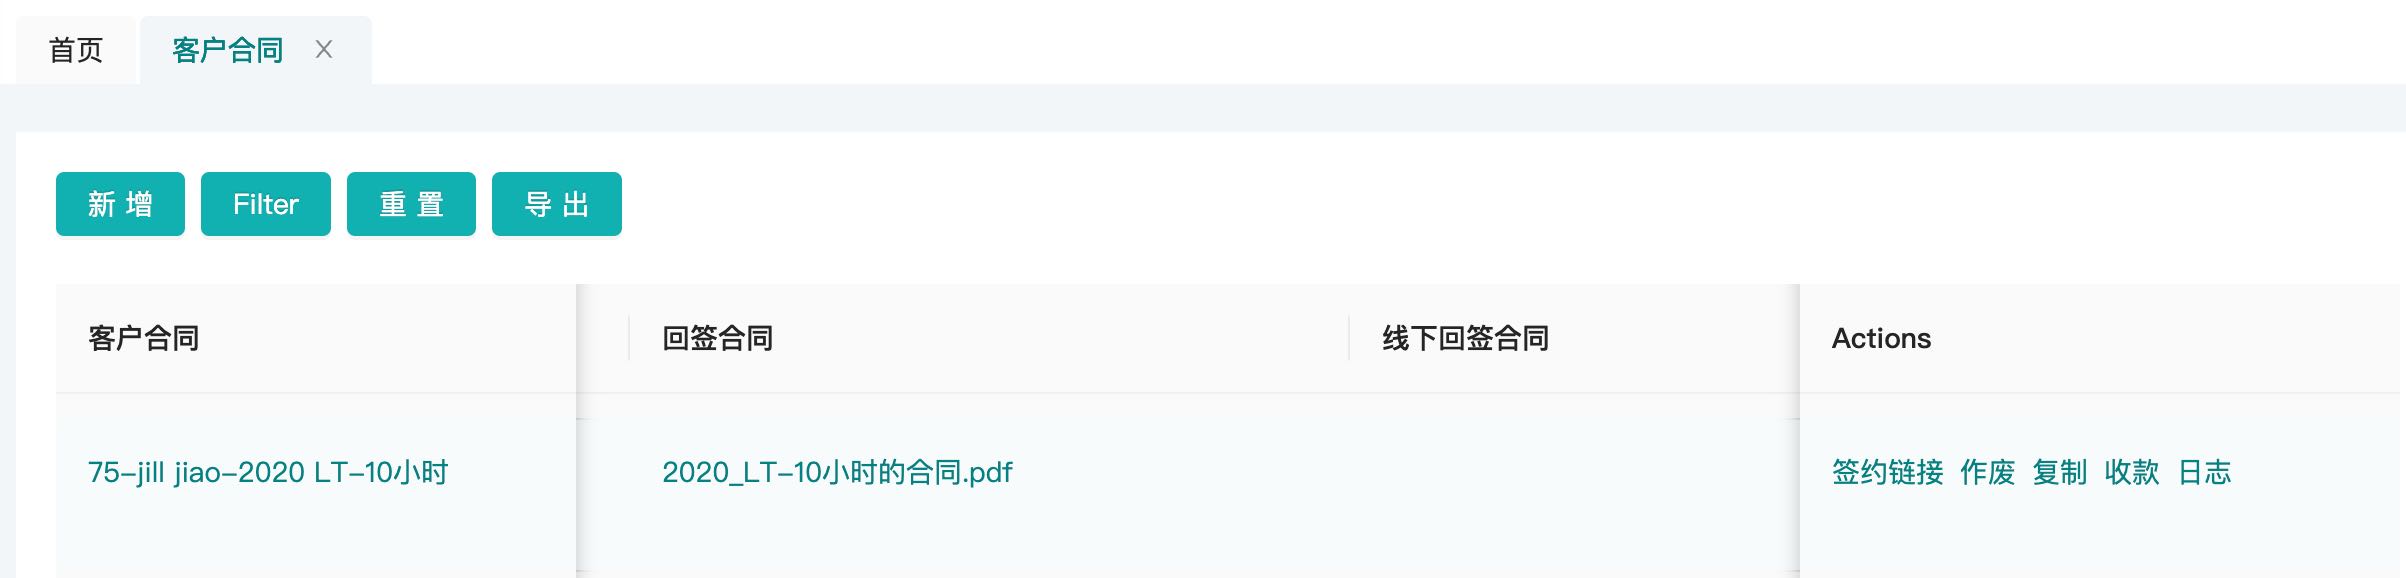 首页 客户合同 X
新增 Filter 重置 导出
客户合同 回签合同 线下回签合同 Actions
75-jill jiao-2020 LT-10小时 2020_LT-10小时的合同.pdf 签约链接 作废 复制 收款 日志